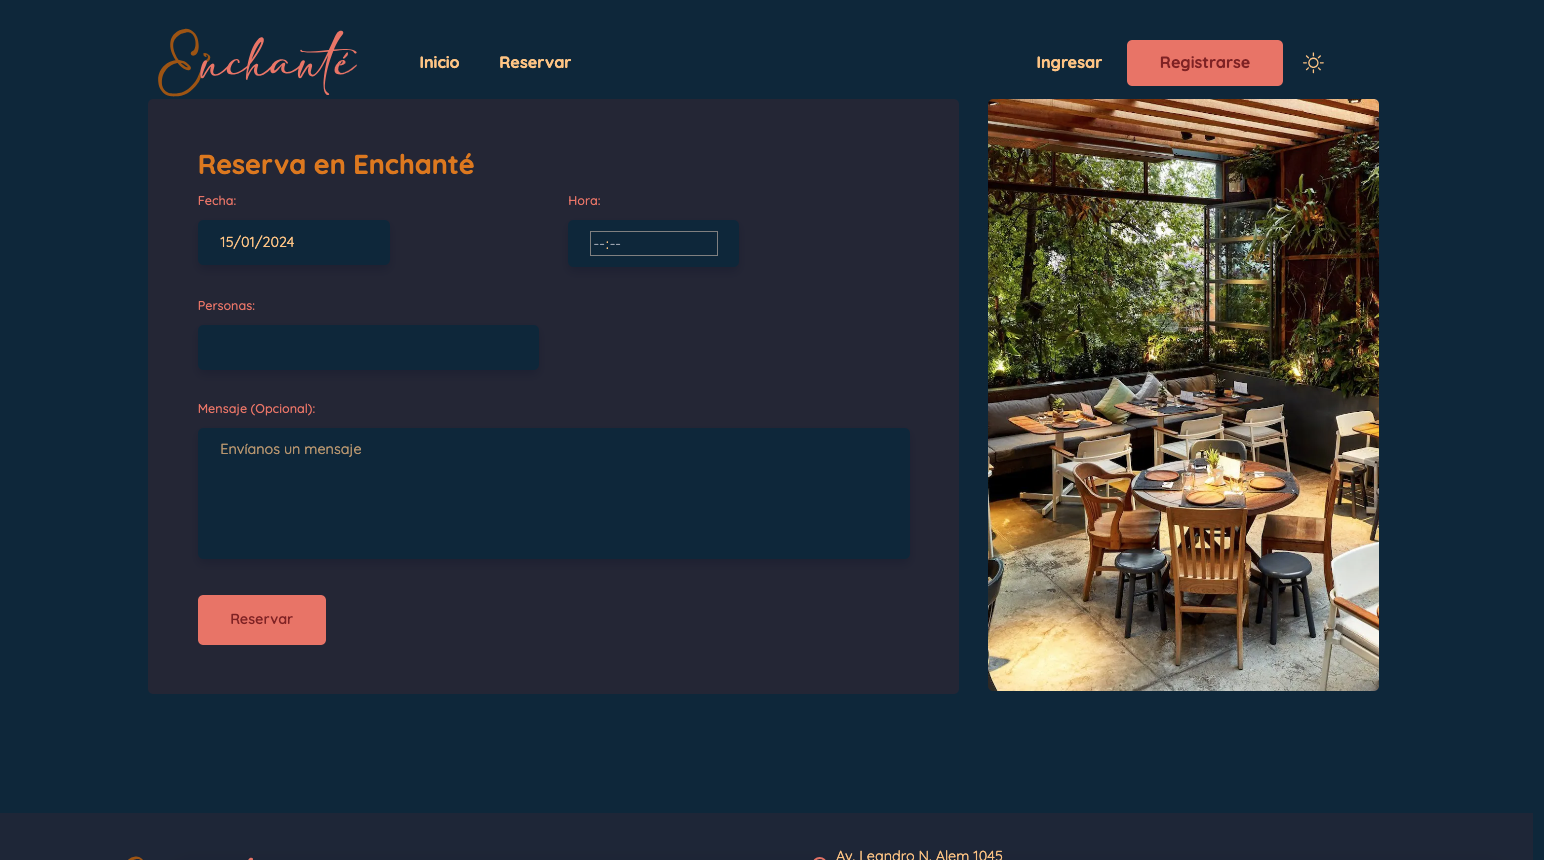 Enchanté
Inicio
Reservar
Ingresar
Registrarse
Reserva en Enchanté
Fecha:
Hora:
15/01/2024
--:--
Personas:
Mensaje (Opcional):
Envíanos un mensaje
Reservar
Av. Leandro N. Alem 1045